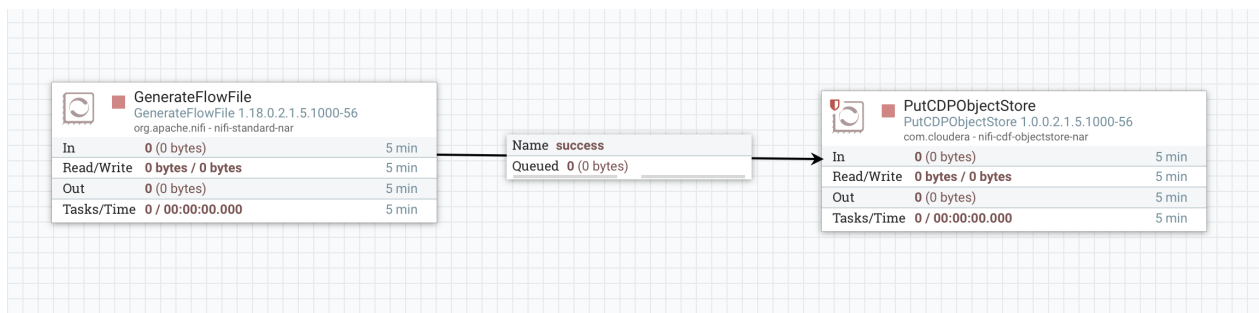 GenerateFlowFile
GenerateFlowFile 1.18.0.2.1.5.1000-56
org.apache.nifi - nifi-standard-nar
In 0 (0 bytes) 5 min
Read/Write 0 bytes / 0 bytes 5 min
Out 0 (0 bytes) 5 min
Tasks/Time 0 / 00:00:00.000 5 min
Name success
Queued 0 (0 bytes)
PutCDPObjectStore
PutCDPObjectStore 1.0.0.2.1.5.1000-56
com.cloudera - nifi-cdf-objectstore-nar
In 0 (0 bytes) 5 min
Read/Write 0 bytes / 0 bytes 5 min
Out 0 (0 bytes) 5 min
Tasks/Time 0 / 00:00:00.000 5 min